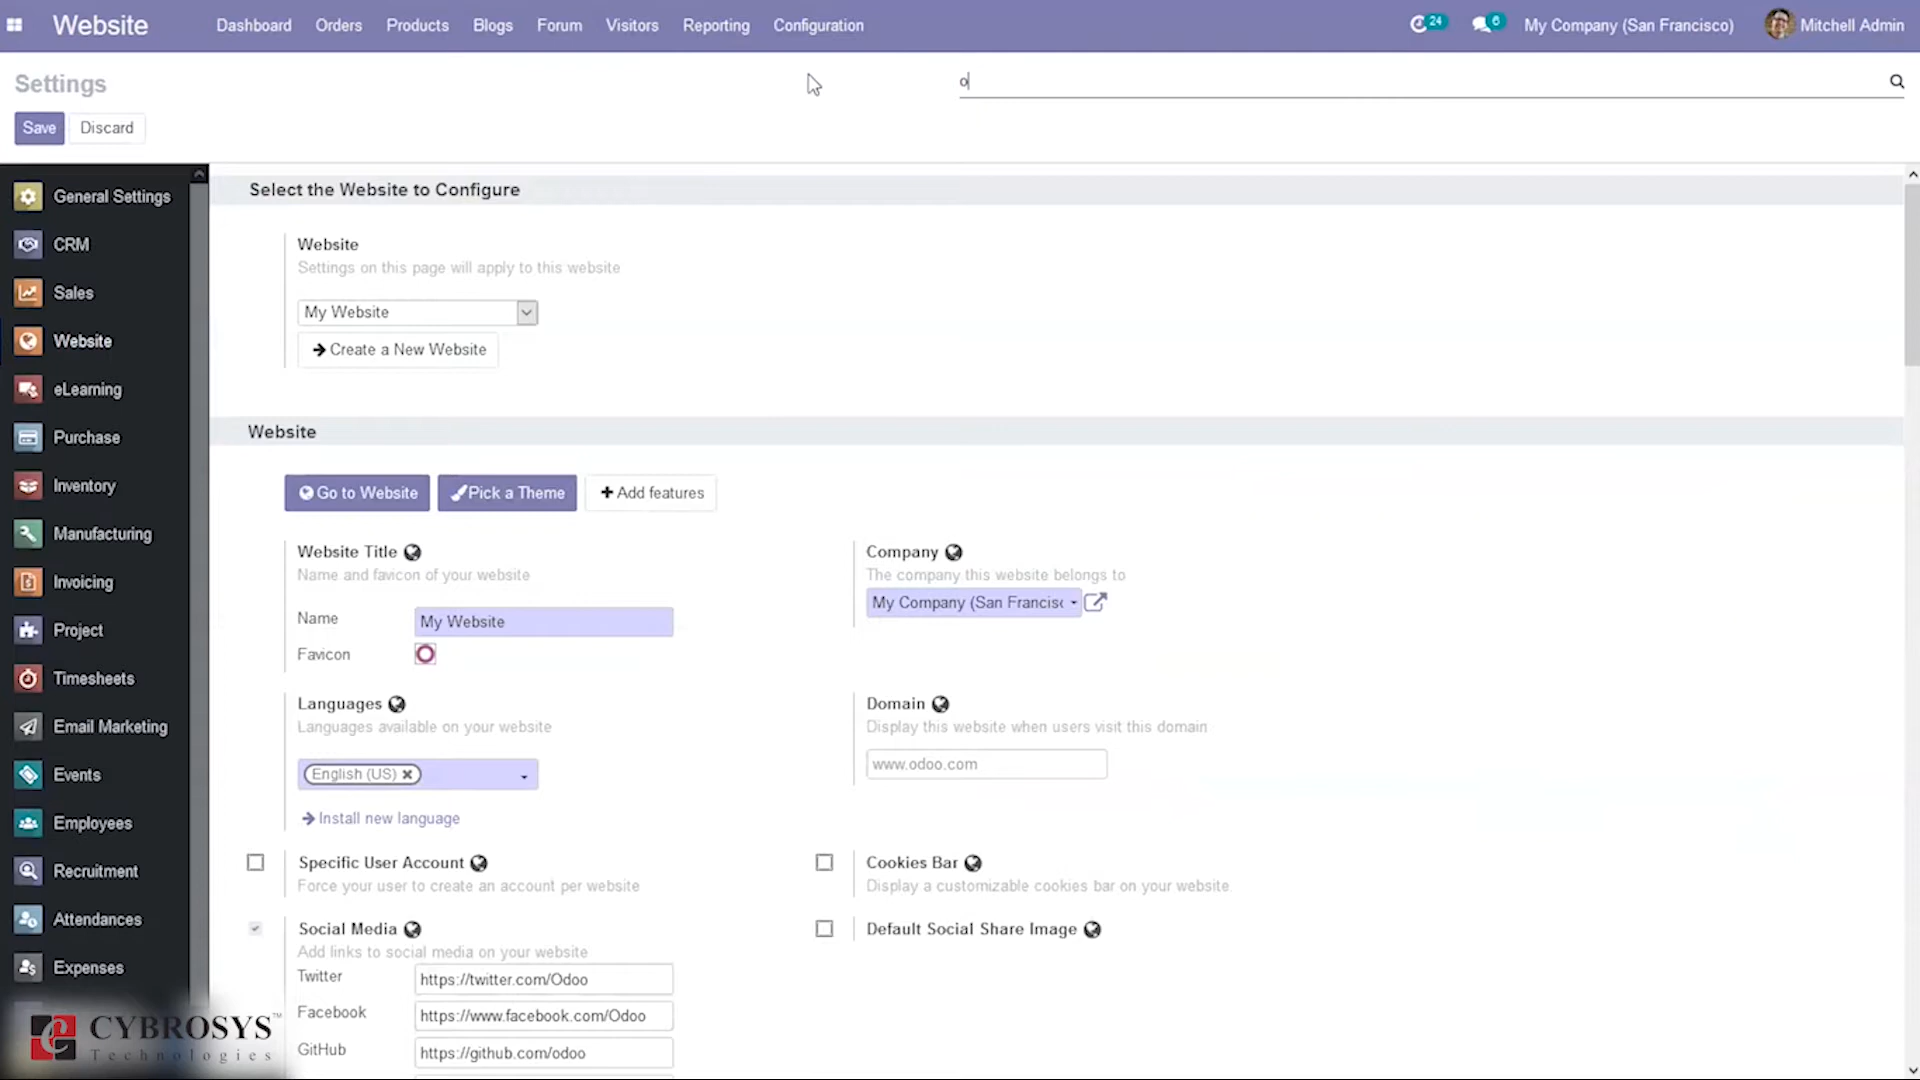 Website
Dashboard Orders Products Blogs Forum Visitors Reporting Configuration
24 6 My Company (San Francisco) Mitchell Admin
Settings
o
Save Discard
General Settings
CRM
Sales
Website
eLearning
Purchase
Inventory
Manufacturing
Invoicing
Project
Timesheets
Email Marketing
Events
Employees
Recruitment
Attendances
Expenses
Select the Website to Configure
Website
Settings on this page will apply to this website
My Website
Create a New Website
Website
Go to Website Pick a Theme Add features
Website Title
Name and favicon of your website
Name My Website
Favicon
Company
The company this website belongs to
My Company (San Francisc
Languages
Languages available on your website
English (US)
Install new language
Domain
Display this website when users visit this domain
www.odoo.com
Specific User Account
Force your user to create an account per website
Cookies Bar
Display a customizable cookies bar on your website
Social Media
Add links to social media on your website
Twitter https://twitter.com/Odoo
Facebook https://www.facebook.com/Odoo
GitHub https://github.com/odoo
Default Social Share Image
CYBROSYS™
Technologies